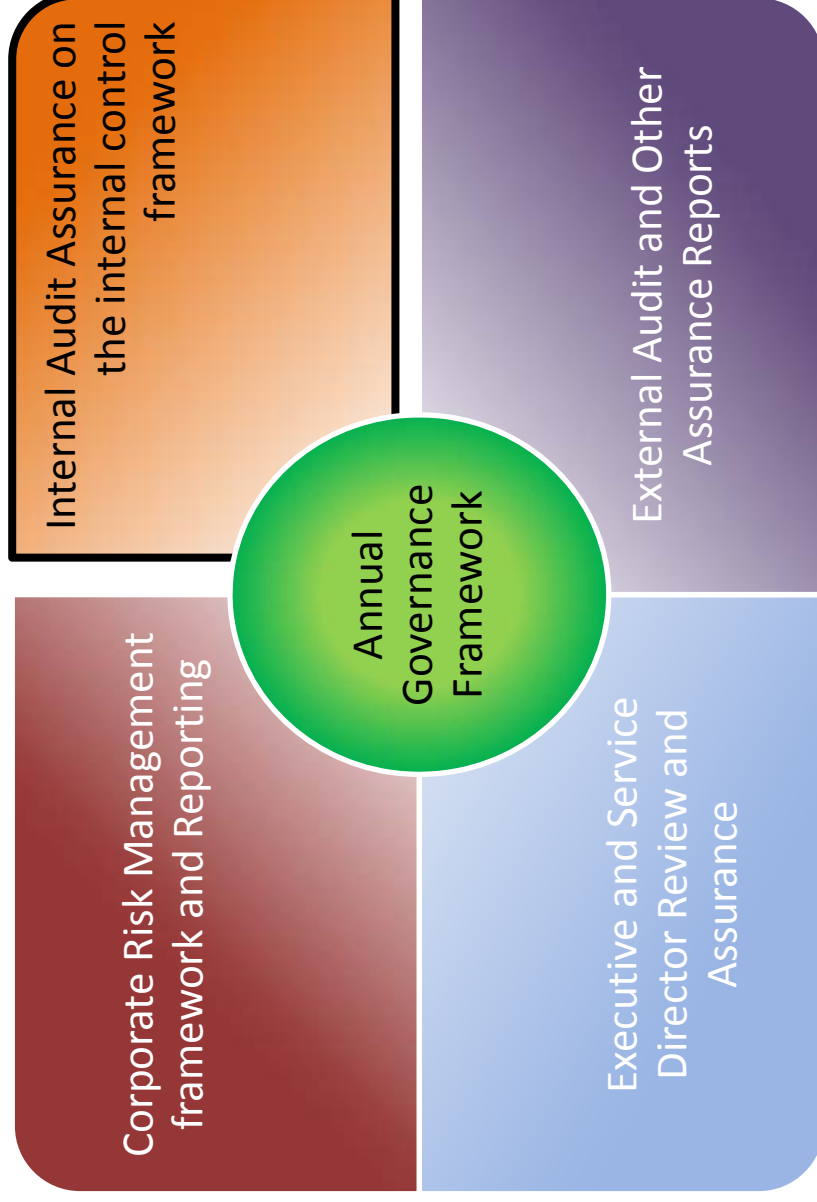 Corporate Risk Management
framework and Reporting
Internal Audit Assurance on
the internal control
framework
Annual
Governance
Framework
Executive and Service
Director Review and
Assurance
External Audit and Other
Assurance Reports